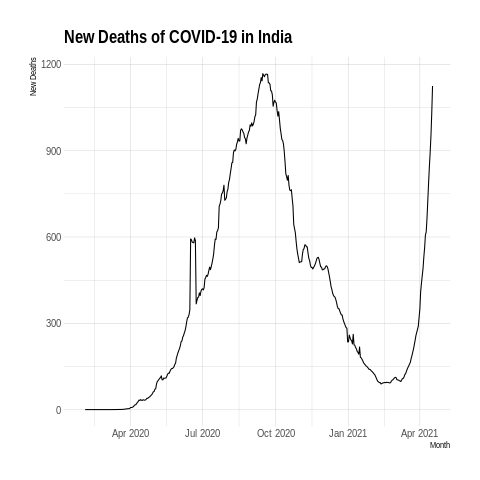 New Deaths of COVID-19 in India
New Deaths
1200
900
600
300
0
Apr 2020
Jul 2020
Oct 2020
Jan 2021
Apr 2021
Month